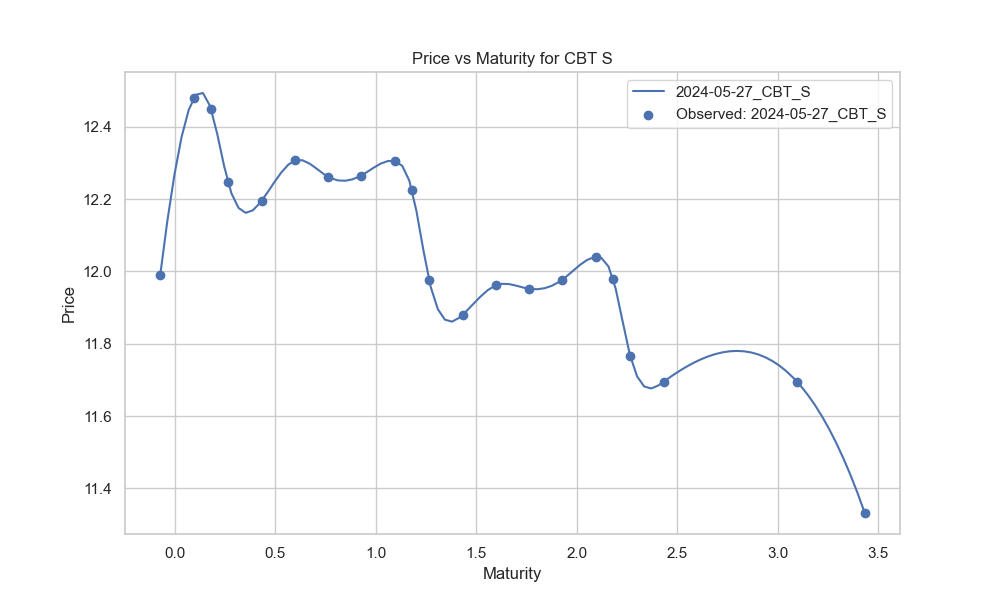 Price vs Maturity for CBT S
2024-05-27_CBT_S
Observed: 2024-05-27_CBT_S
Price
12.4
12.2
12.0
11.8
11.6
11.4
0.0 0.5 1.0 1.5 2.0 2.5 3.0 3.5
Maturity